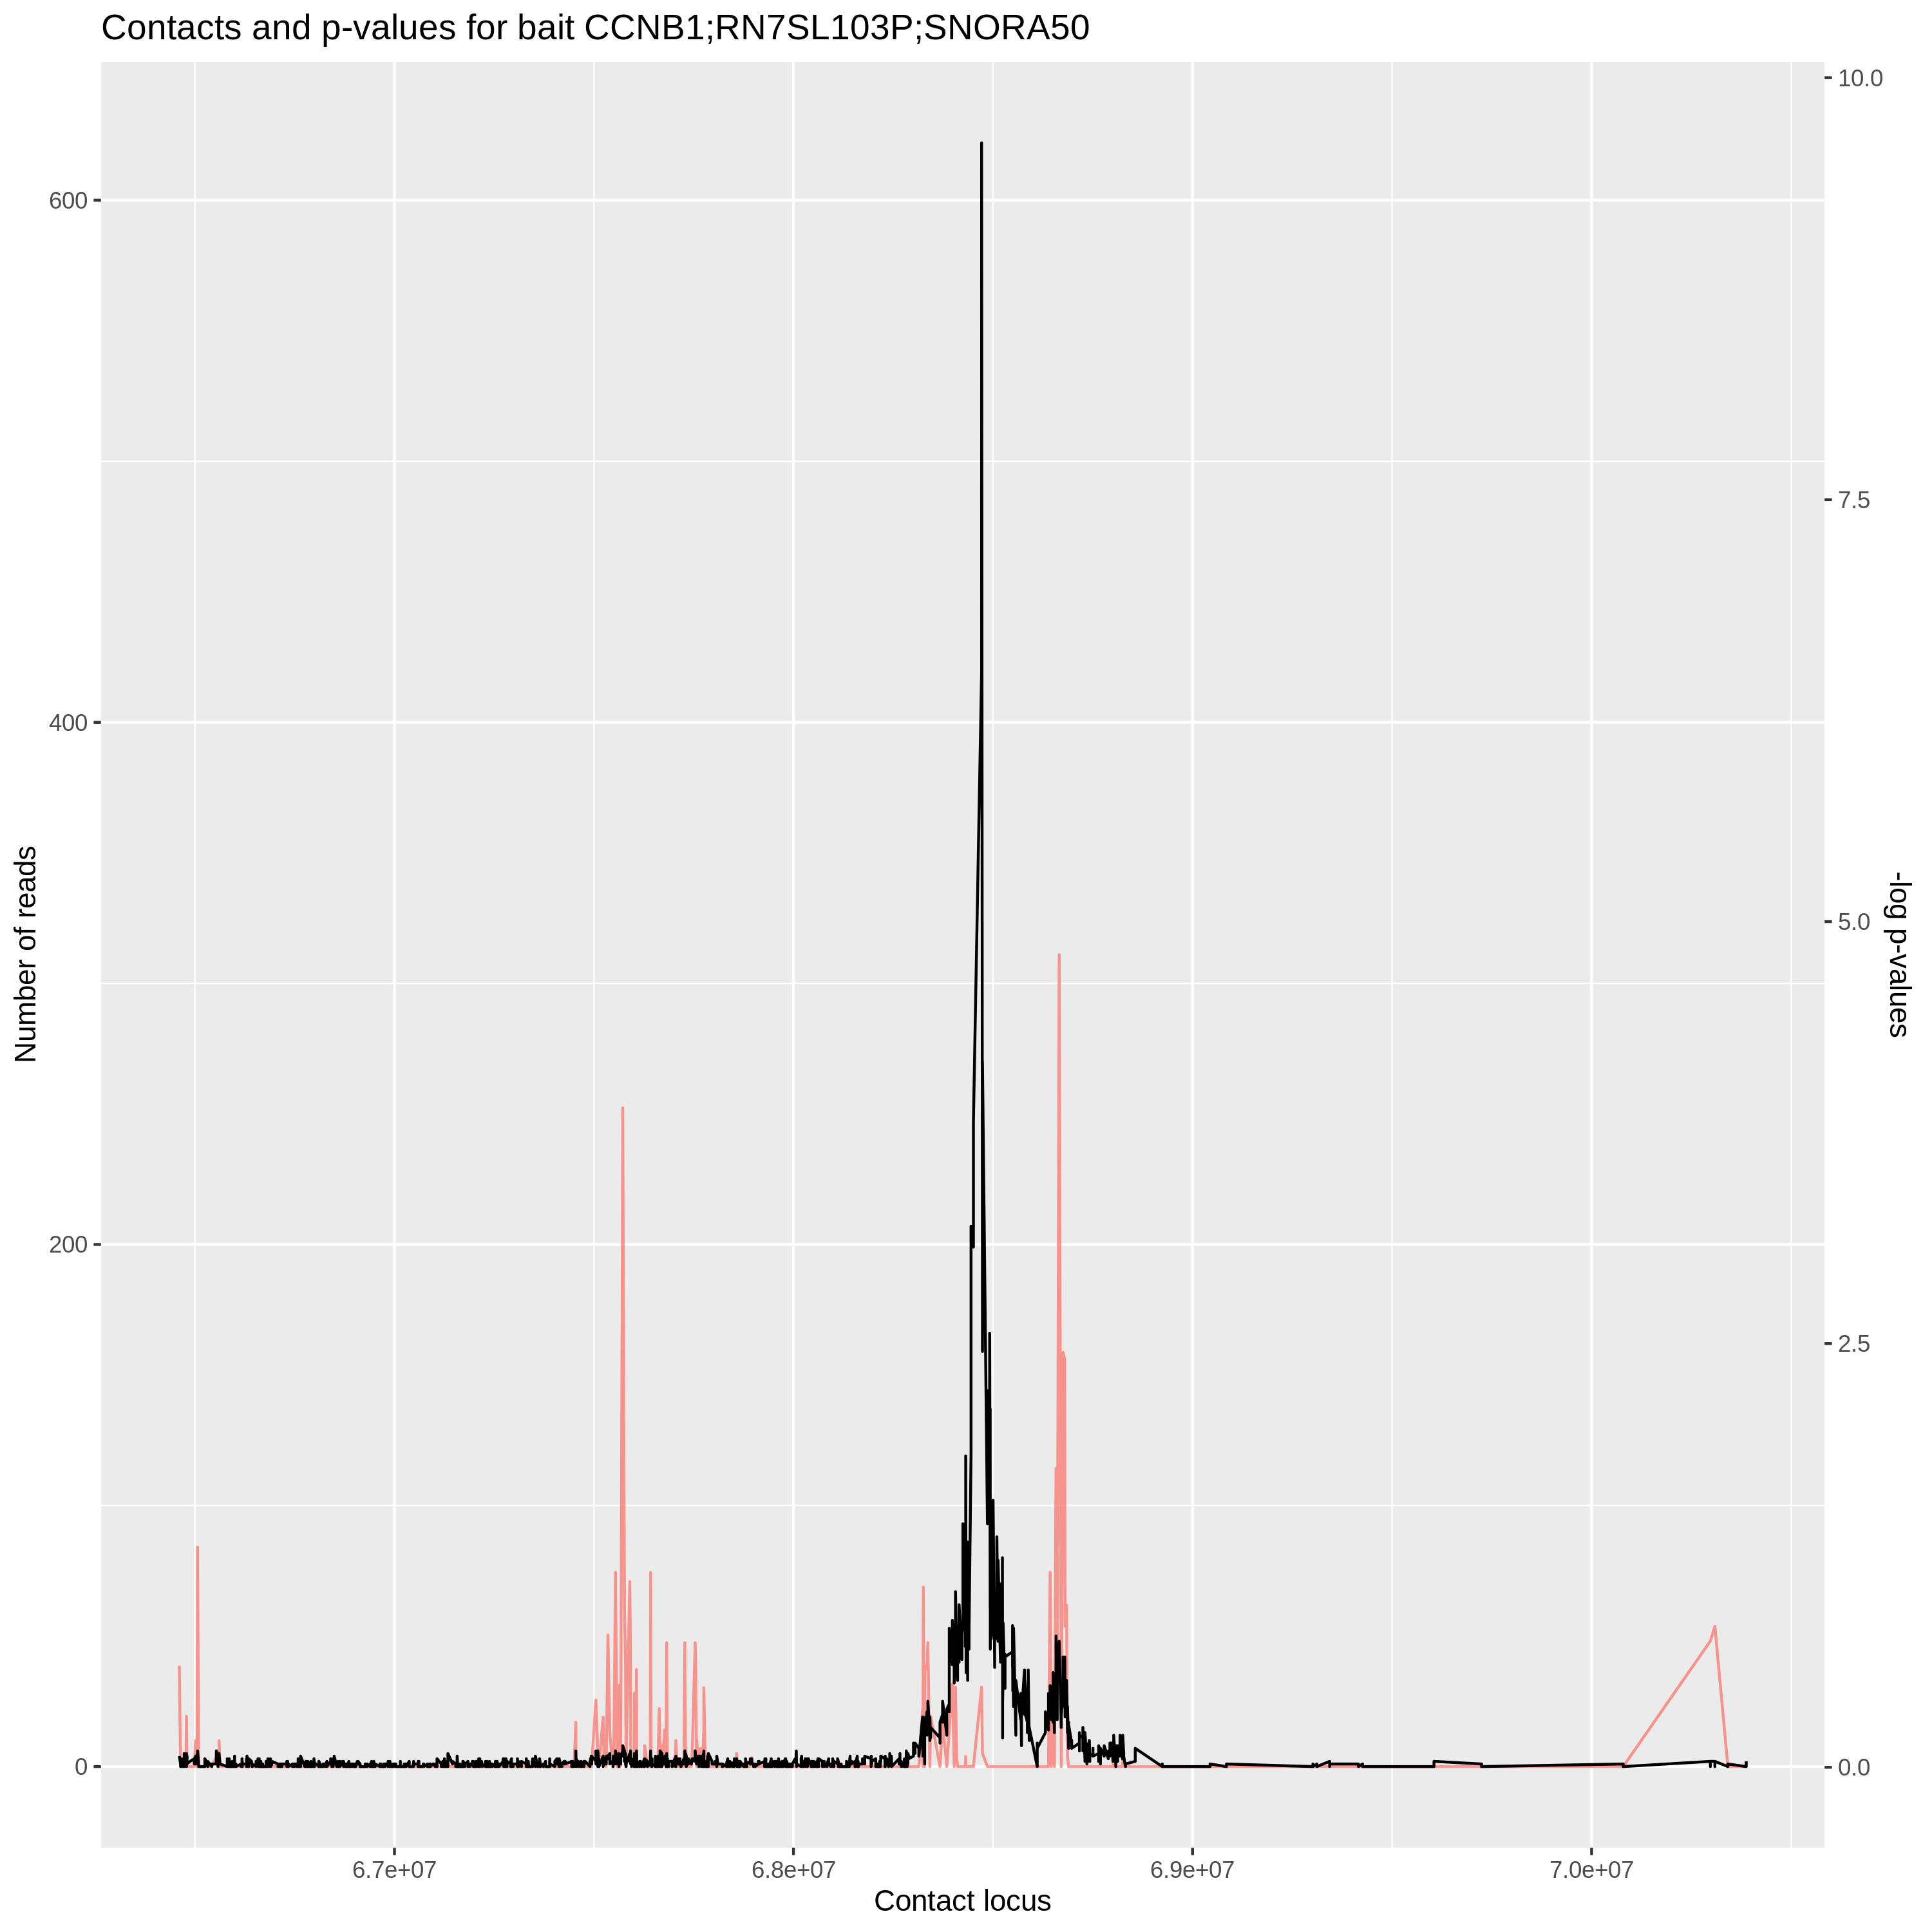 Contacts and p-values for bait CCNB1;RN7SL103P;SNORA50
10.0
600
7.5
400
5.0
Number of reads
-log p-values
200
2.5
0
0.0
6.7e+07 6.8e+07 6.9e+07 7.0e+07
Contact locus